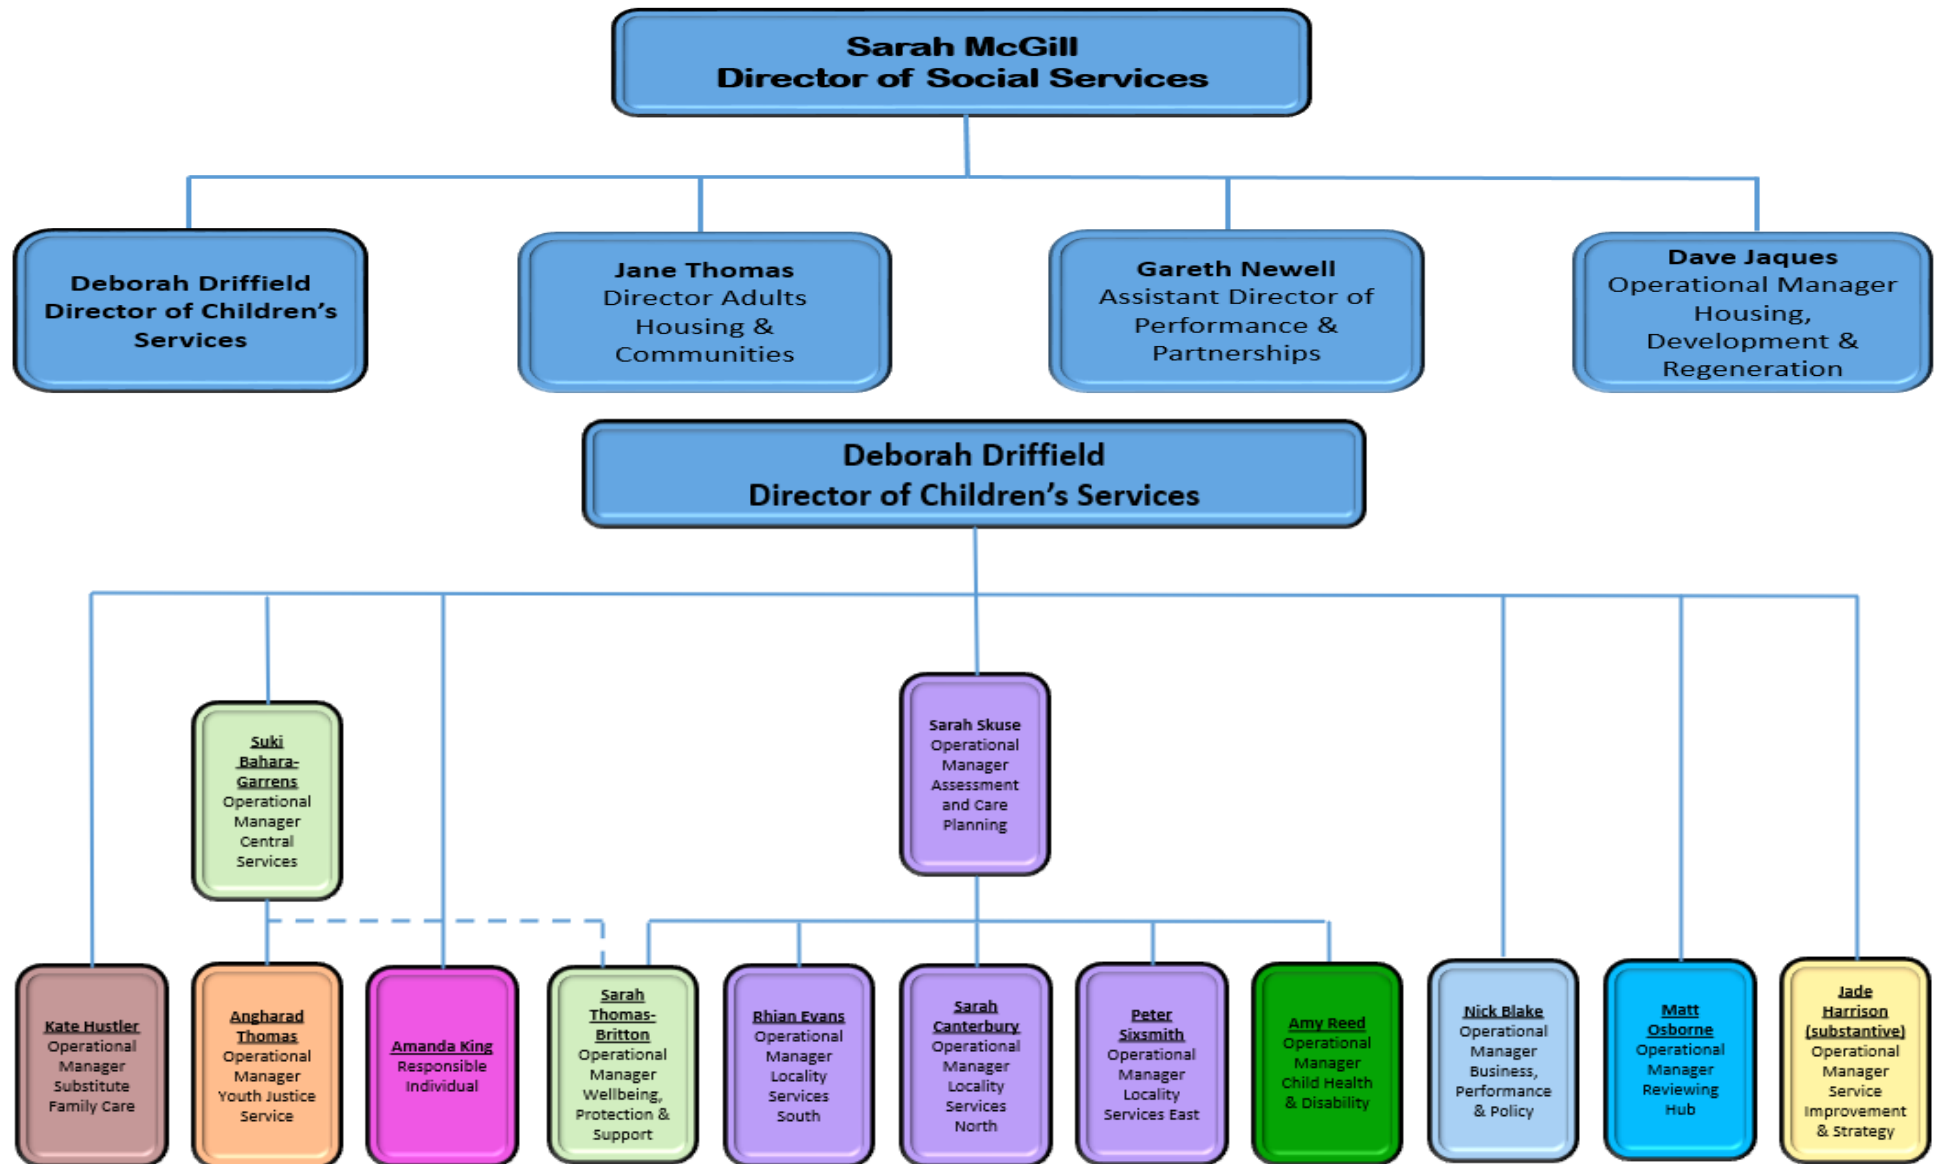 Sarah McGill
Director of Social Services
Deborah Driffield
Director of Children’s
Services
Jane Thomas
Director Adults
Housing &
Communities
Gareth Newell
Assistant Director of
Performance &
Partnerships
Dave Jaques
Operational Manager
Housing,
Development &
Regeneration
Deborah Driffield
Director of Children’s Services
Suki
Bahara-
Garrens
Operational
Manager
Central
Services
Sarah Skuse
Operational
Manager
Assessment
and Care
Planning
Kate Hustler
Operational
Manager
Substitute
Family Care
Angharad
Thomas
Operational
Manager
Youth Justice
Service
Amanda King
Responsible
Individual
Sarah
Thomas-
Britton
Operational
Manager
Wellbeing,
Protection &
Support
Rhian Evans
Operational
Manager
Locality
Services
South
Sarah
Canterbury
Operational
Manager
Locality
Services
North
Peter
Sixsmith
Operational
Manager
Locality
Services East
Amy Reed
Operational
Manager
Child Health
& Disability
Nick Blake
Operational
Manager
Business,
Performance
& Policy
Matt
Osborne
Operational
Manager
Reviewing
Hub
Jade
Harrison
(substantive)
Operational
Manager
Service
Improvement
& Strategy